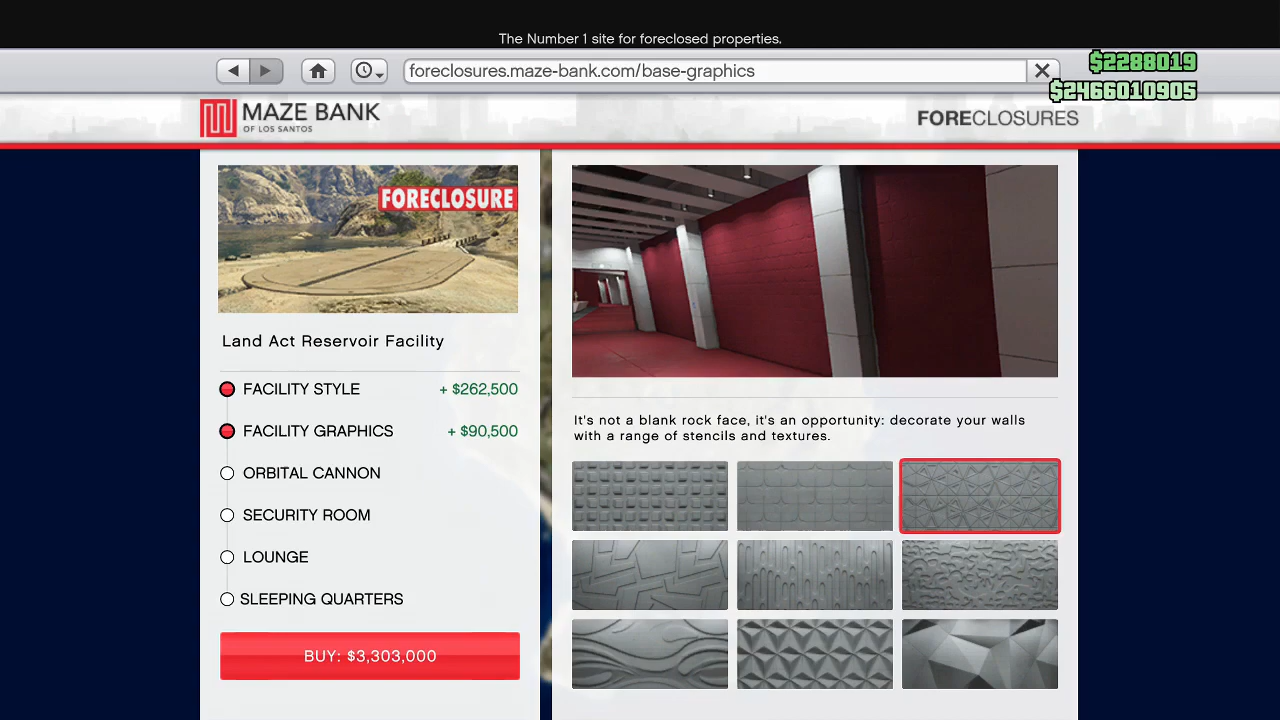 The Number 1 site for foreclosed properties.
foreclosures.maze-bank.com/base-graphics
$2288019
$2466010905
MAZE BANK
OF LOS SANTOS
FORECLOSURES
FORECLOSURE
Land Act Reservoir Facility
FACILITY STYLE + $262,500
FACILITY GRAPHICS + $90,500
ORBITAL CANNON
SECURITY ROOM
LOUNGE
SLEEPING QUARTERS
BUY: $3,303,000
It's not a blank rock face, it's an opportunity: decorate your walls
with a range of stencils and textures.